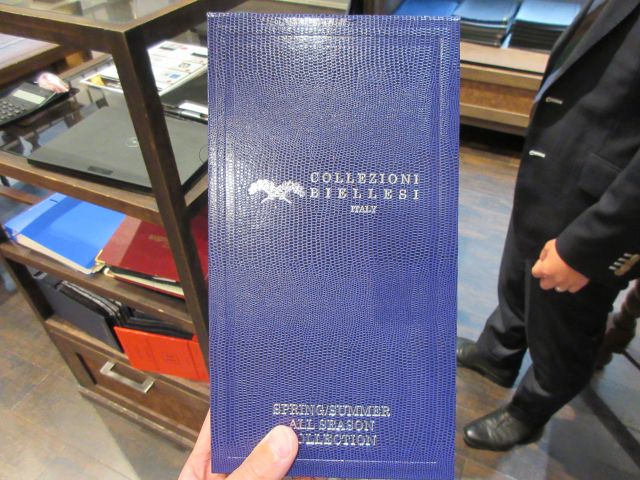 COLLEZIONI
BIELLESI
ITALY
SPRING/SUMMER
ALL SEASON
COLLECTION